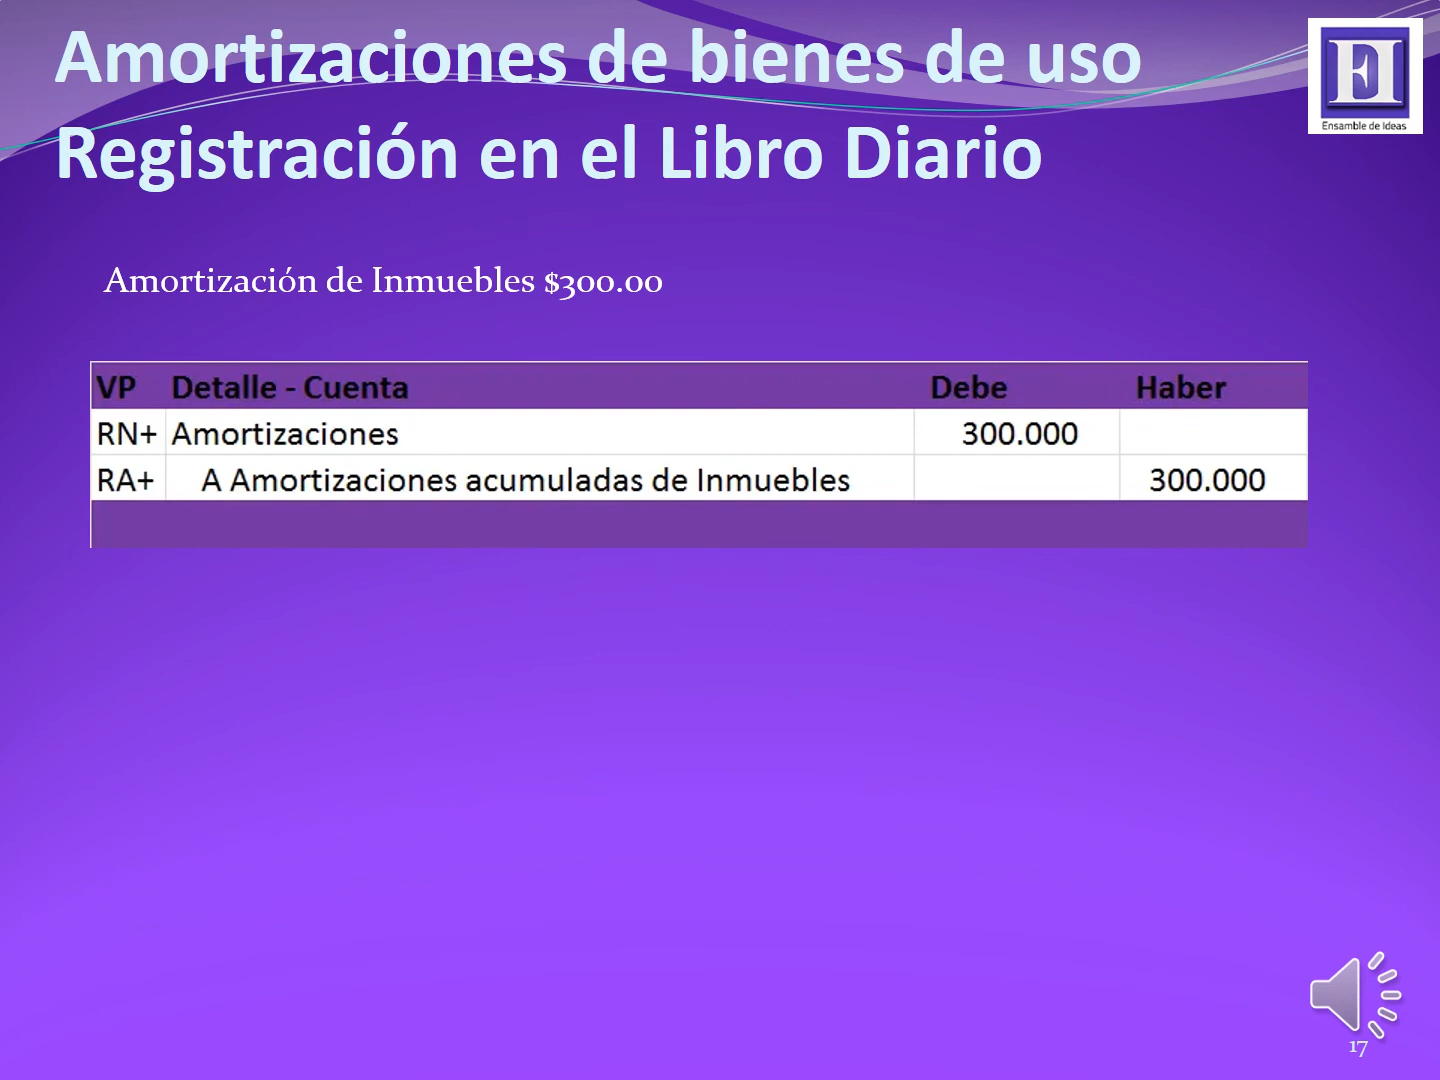 Amortizaciones de bienes de uso
Registración en el Libro Diario
EI
Ensamble de Ideas
Amortización de Inmuebles $300.00
VP Detalle - Cuenta Debe Haber
RN+ Amortizaciones 300.000
RA+ A Amortizaciones acumuladas de Inmuebles 300.000
17